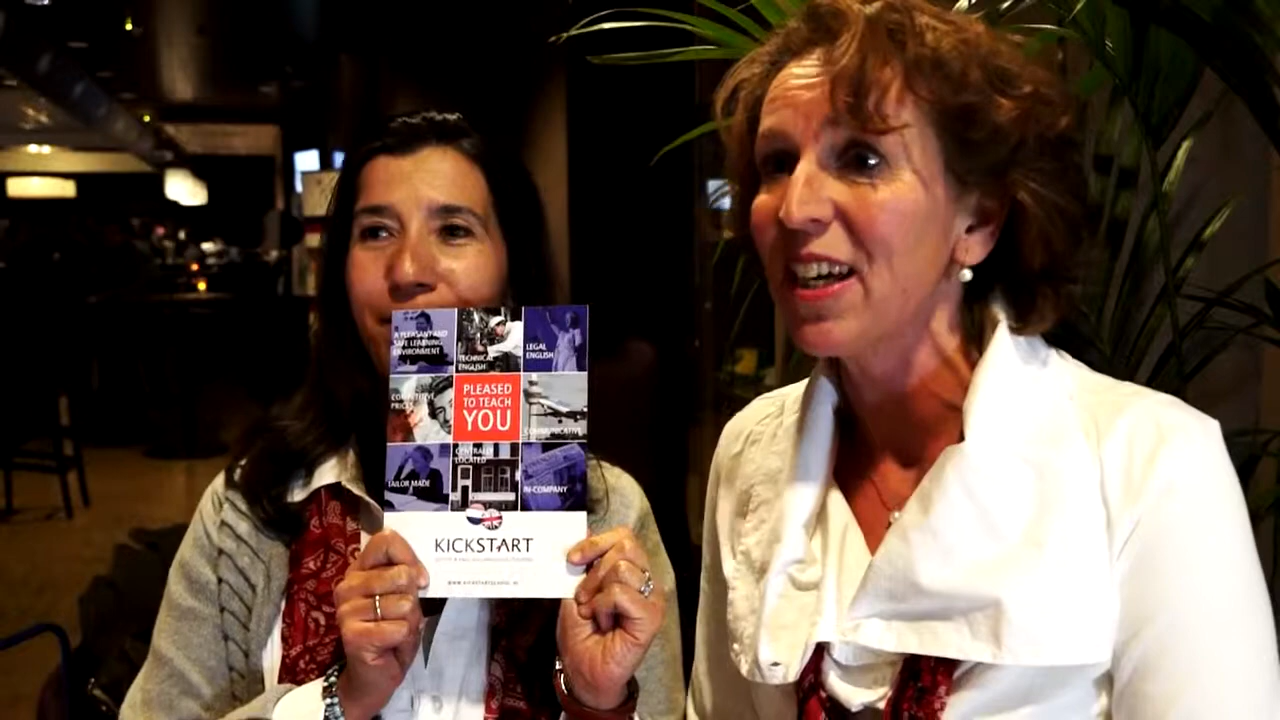 A PLEASANT AND
SAFE LEARNING
ENVIRONMENT
TECHNICAL
ENGLISH
LEGAL
ENGLISH
COMPETITIVE
PRICES
PLEASED
TO TEACH
YOU
COMMUNICATIVE
TAILOR MADE
CENTRALLY
LOCATED
IN-COMPANY
KICKSTART